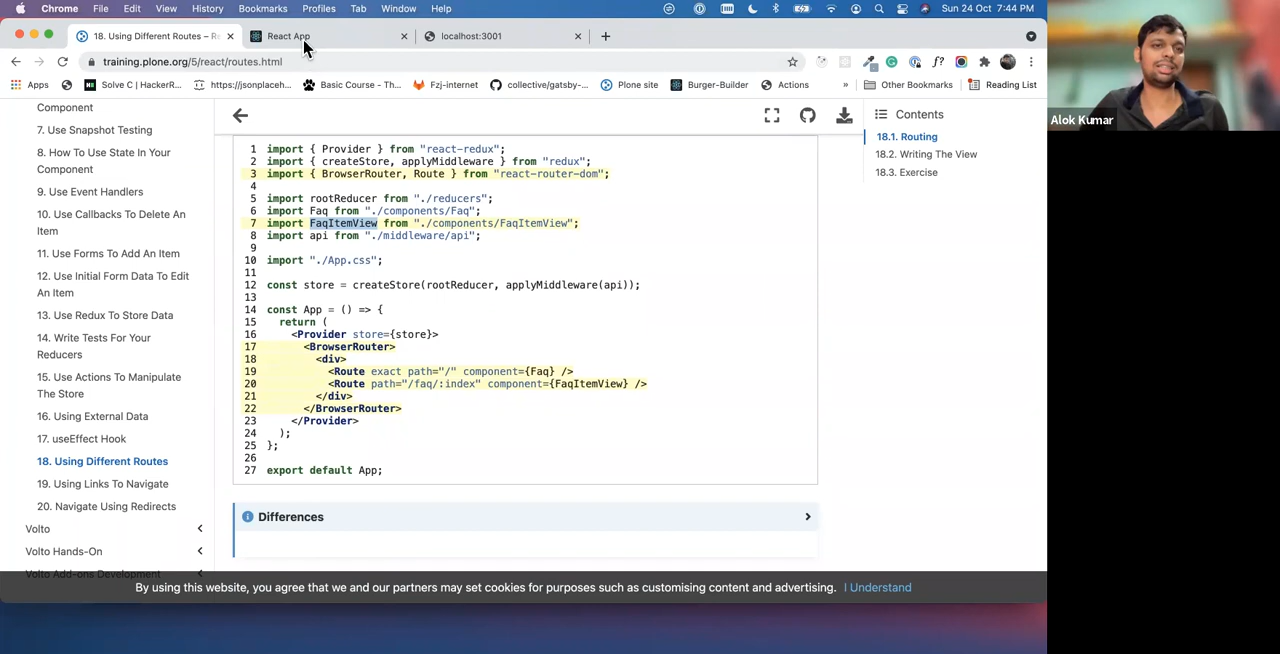 Chrome File Edit View History Bookmarks Profiles Tab Window Help Sun 24 Oct 7:44 PM
18. Using Different Routes – Re React App localhost:3001
training.plone.org/5/react/routes.html
Apps Solve C | HackerR... https://jsonplaceh... Basic Course - Th... Fzj-internet collective/gatsby-... Plone site Burger-Builder Actions » Other Bookmarks Reading List
Component
7. Use Snapshot Testing
8. How To Use State In Your
Component
9. Use Event Handlers
10. Use Callbacks To Delete An
Item
11. Use Forms To Add An Item
12. Use Initial Form Data To Edit
An Item
13. Use Redux To Store Data
14. Write Tests For Your
Reducers
15. Use Actions To Manipulate
The Store
16. Using External Data
17. useEffect Hook
18. Using Different Routes
19. Using Links To Navigate
20. Navigate Using Redirects
Volto
Volto Hands-On
Volto Add-ons Development
1 import { Provider } from "react-redux";
2 import { createStore, applyMiddleware } from "redux";
3 import { BrowserRouter, Route } from "react-router-dom";
4
5 import rootReducer from "./reducers";
6 import Faq from "./components/Faq";
7 import FaqItemView from "./components/FaqItemView";
8 import api from "./middleware/api";
9
10 import "./App.css";
11
12 const store = createStore(rootReducer, applyMiddleware(api));
13
14 const App = () => {
15 return (
16 <Provider store={store}>
17 <BrowserRouter>
18 <div>
19 <Route exact path="/" component={Faq} />
20 <Route path="/faq/:index" component={FaqItemView} />
21 </div>
22 </BrowserRouter>
23 </Provider>
24 );
25 };
26
27 export default App;
Differences
Contents
18.1. Routing
18.2. Writing The View
18.3. Exercise
By using this website, you agree that we and our partners may set cookies for purposes such as customising content and advertising. I Understand
Alok Kumar